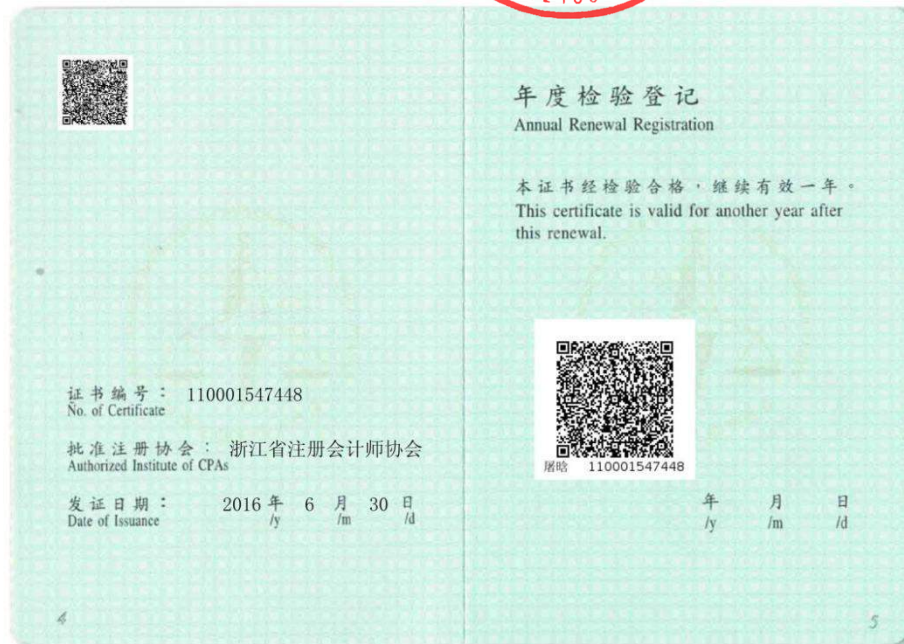 年度检验登记
Annual Renewal Registration
本证书经检验合格，继续有效一年。
This certificate is valid for another year after
this renewal.
证书编号： 110001547448
No. of Certificate
批准注册协会： 浙江省注册会计师协会
Authorized Institute of CPAs
发证日期： 2016 年 6 月 30 日
Date of Issuance /y /m /d
屠晗 110001547448
年 月 日
/y /m /d
4
5